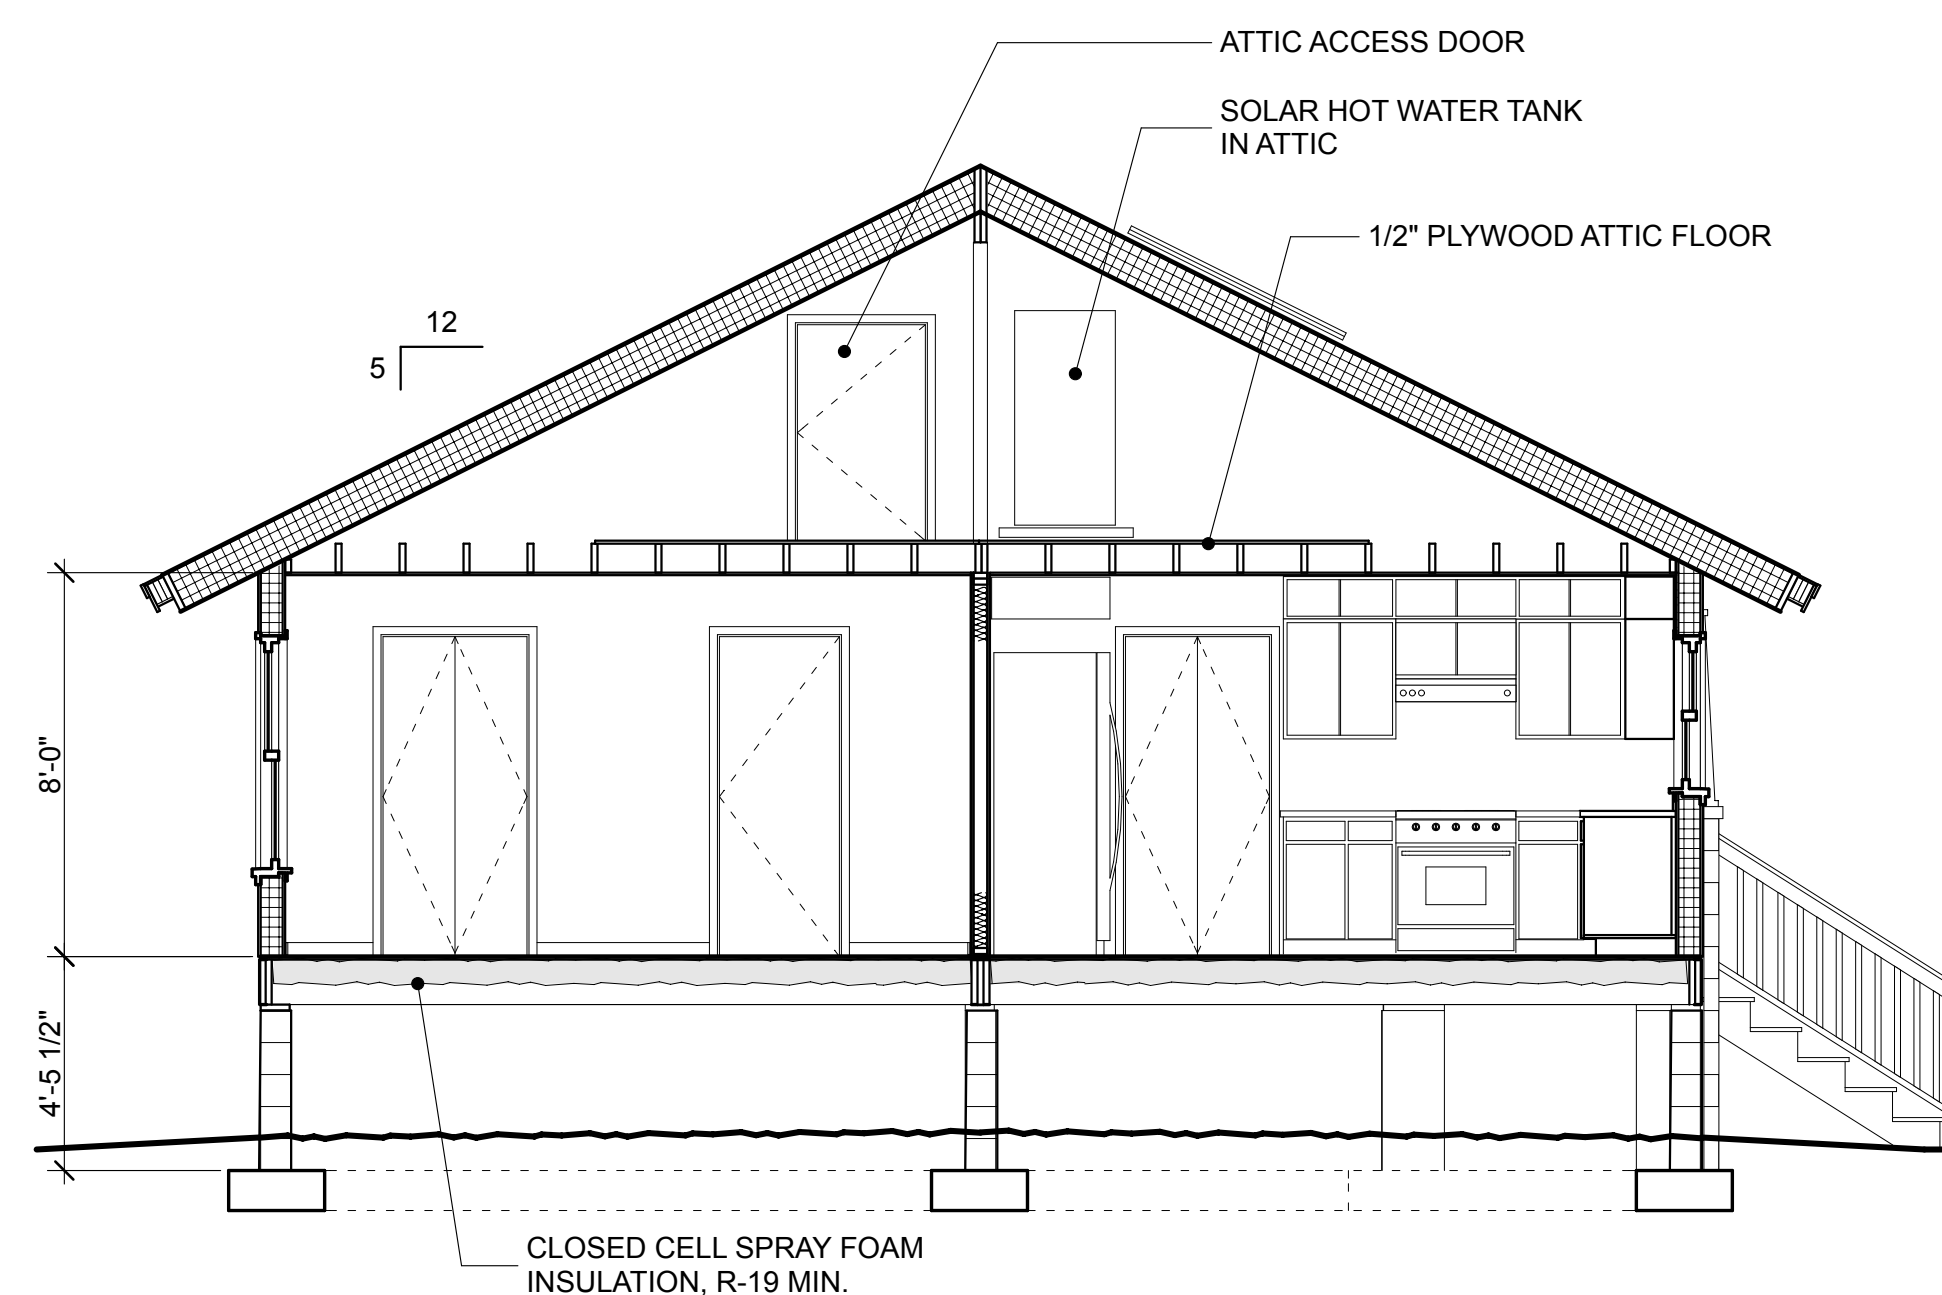 ATTIC ACCESS DOOR
SOLAR HOT WATER TANK
IN ATTIC
1/2" PLYWOOD ATTIC FLOOR
12
5
8'-0"
4'-5 1/2"
CLOSED CELL SPRAY FOAM
INSULATION, R-19 MIN.